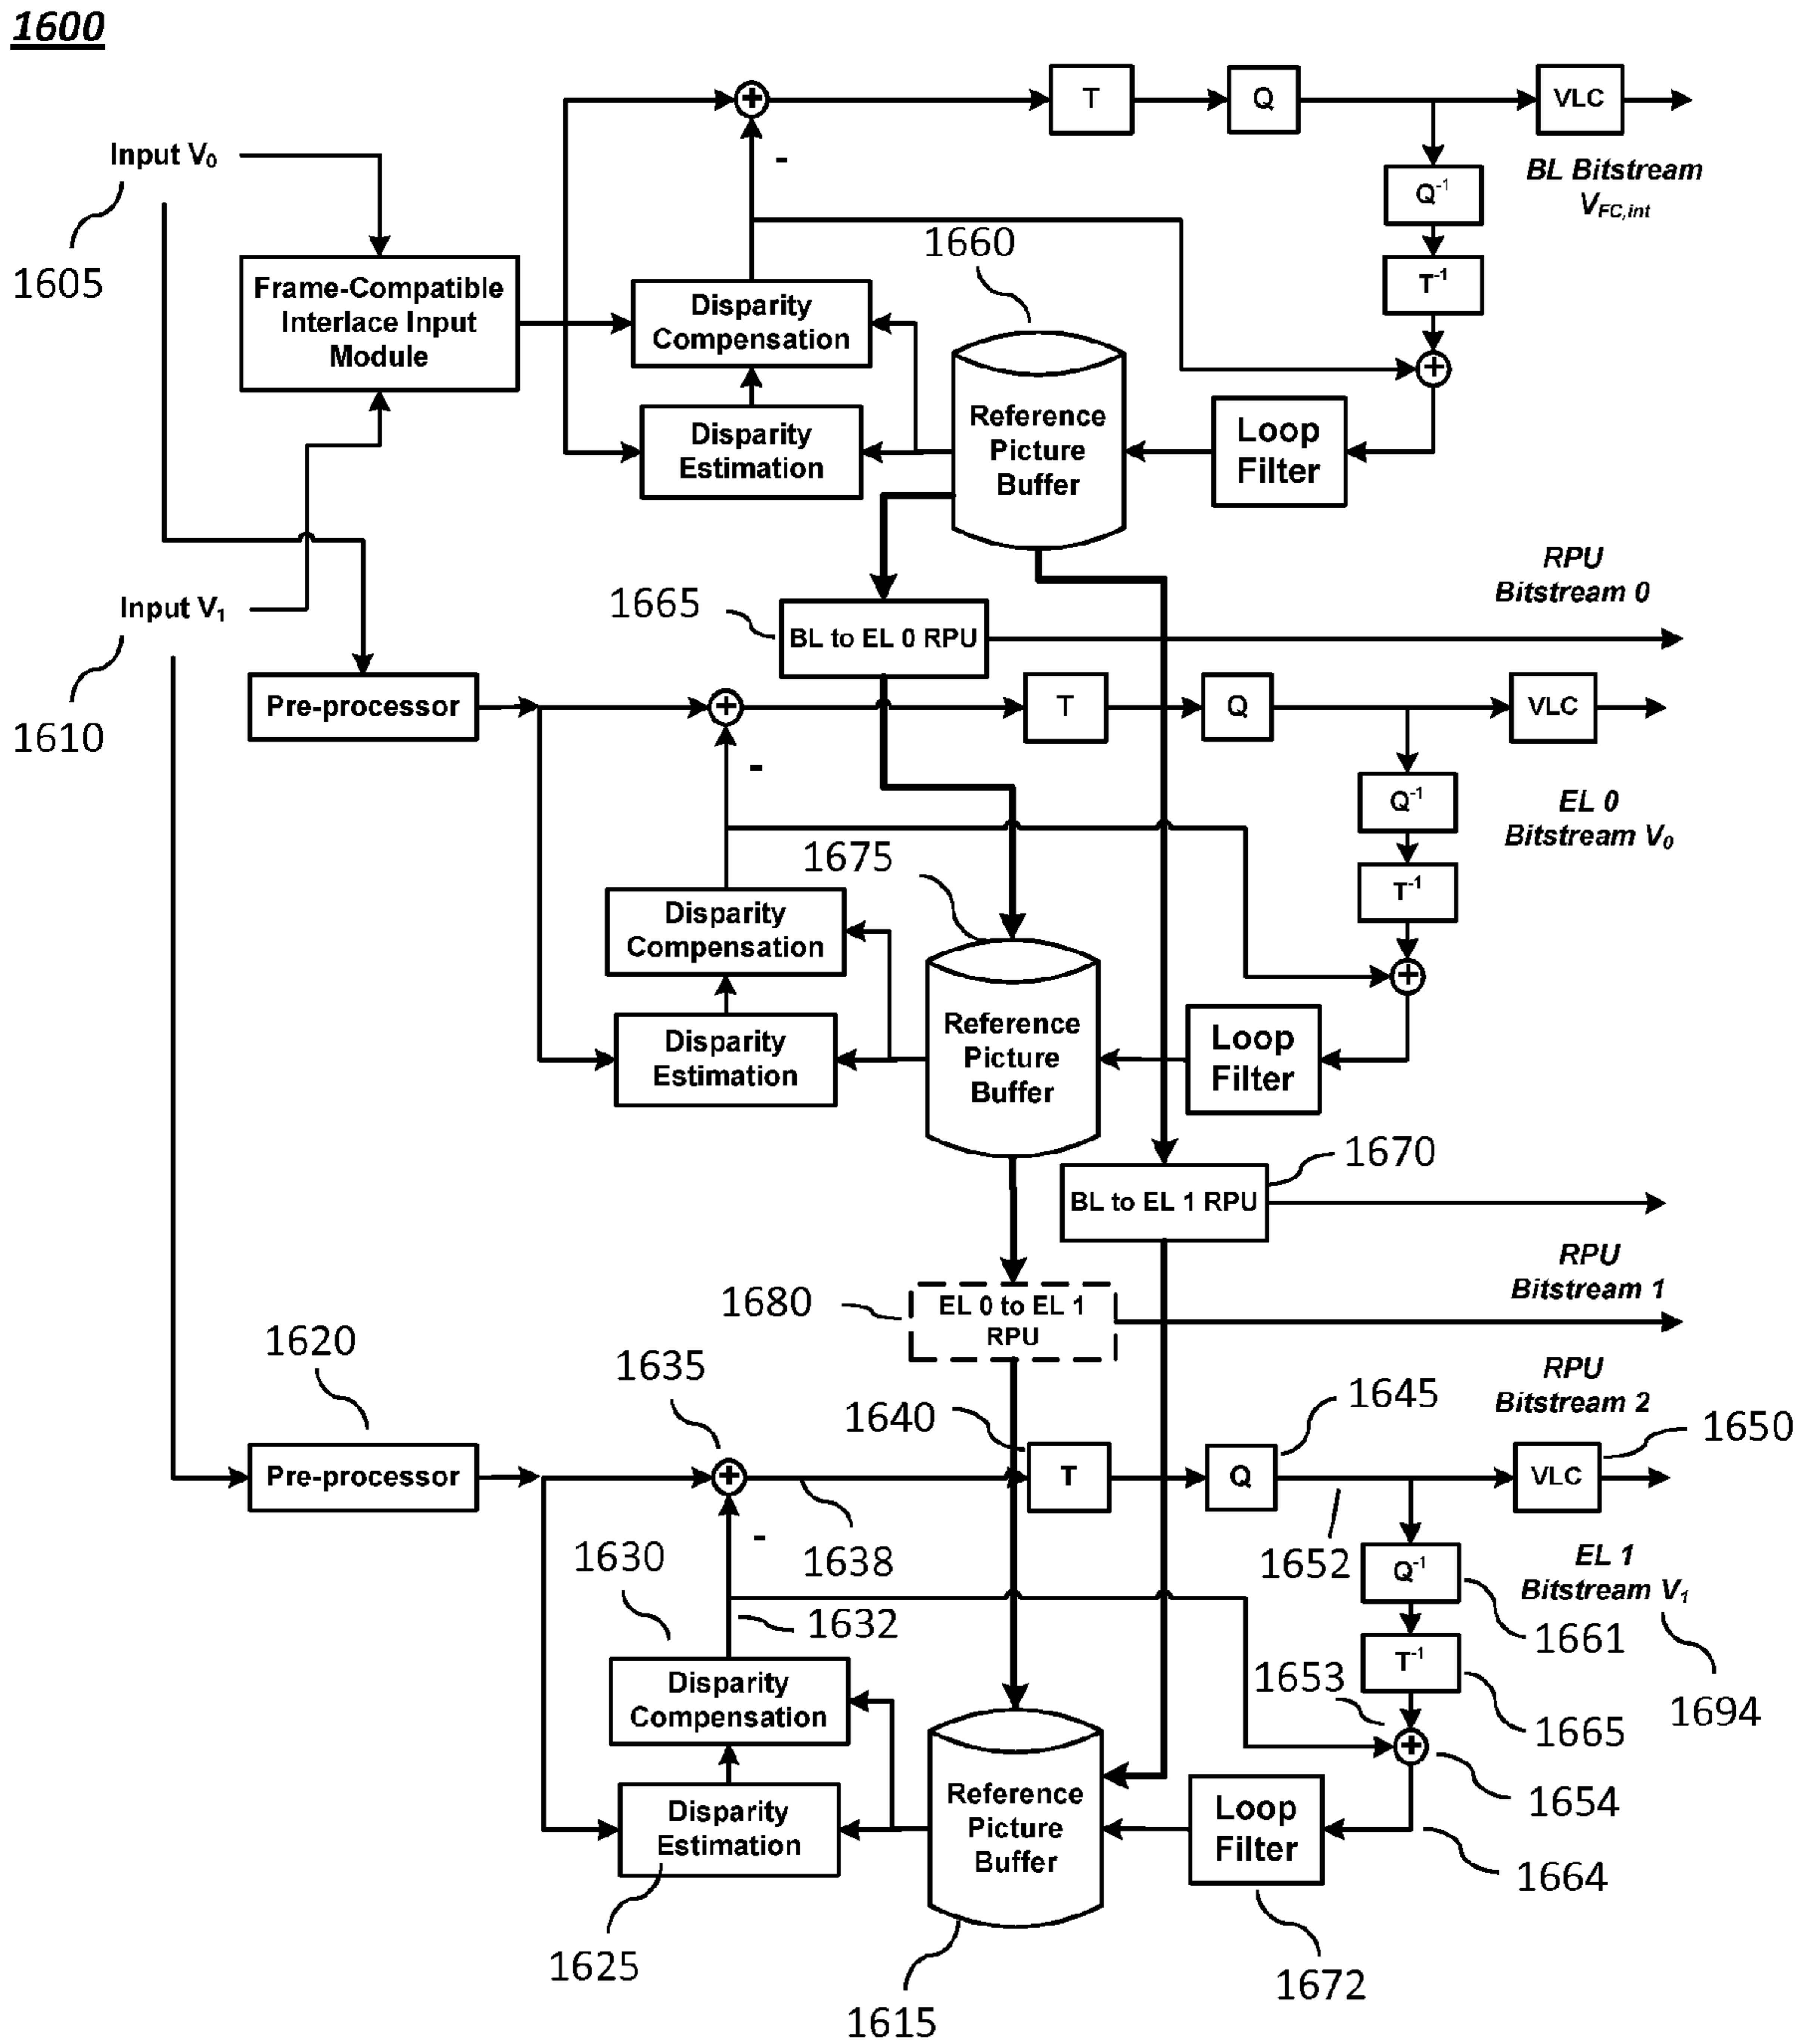 1600
T
Q
VLC
Input V0
-
Q-1
BL Bitstream
VFC,int
1605
Frame-Compatible
Interlace Input
Module
Disparity
Compensation
1660
T-1
+
Disparity
Estimation
Reference
Picture
Buffer
Loop
Filter
+
RPU
Bitstream 0
Input V1
1665
BL to EL 0 RPU
1610
Pre-processor
+
T
Q
VLC
-
Q-1
EL 0
Bitstream V0
1675
T-1
Disparity
Compensation
+
Disparity
Estimation
Reference
Picture
Buffer
Loop
Filter
1670
BL to EL 1 RPU
RPU
Bitstream 1
1680
EL 0 to EL 1
RPU
1620
1635
1640
1645
RPU
Bitstream 2
1650
Pre-processor
+
T
Q
VLC
-
1638
1652
1630
Q-1
EL 1
Bitstream V1
1632
1661
T-1
1653
1665
1694
Disparity
Compensation
+
1654
Disparity
Estimation
Reference
Picture
Buffer
Loop
Filter
1664
1625
1615
1672